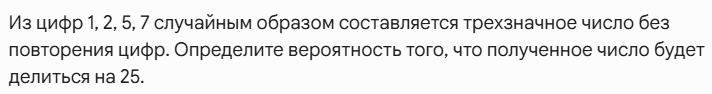 Из цифр 1, 2, 5, 7 случайным образом составляется трехзначное число без
повторения цифр. Определите вероятность того, что полученное число будет
делиться на 25.